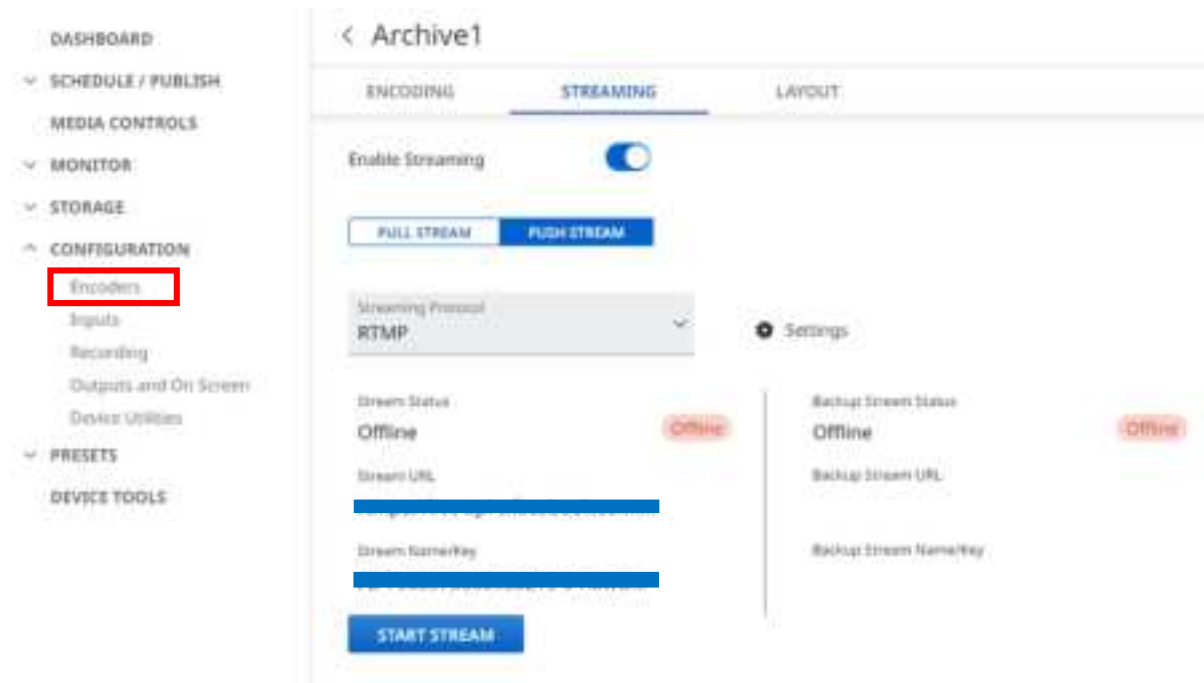 DASHBOARD
SCHEDULE / PUBLISH
MEDIA CONTROLS
MONITOR
STORAGE
CONFIGURATION
Encoders
Inputs
Recording
Outputs and On Screen
Device Utilities
PRESETS
DEVICE TOOLS
Archive1
ENCODING STREAMING LAYOUT
Enable Streaming
PULL STREAM PUSH STREAM
Streaming Protocol
RTMP
Settings
Stream Status
Offline Offline
Stream URL
Stream Name/Key
START STREAM
Backup Stream Status
Offline Offline
Backup Stream URL
Backup Stream Name/Key